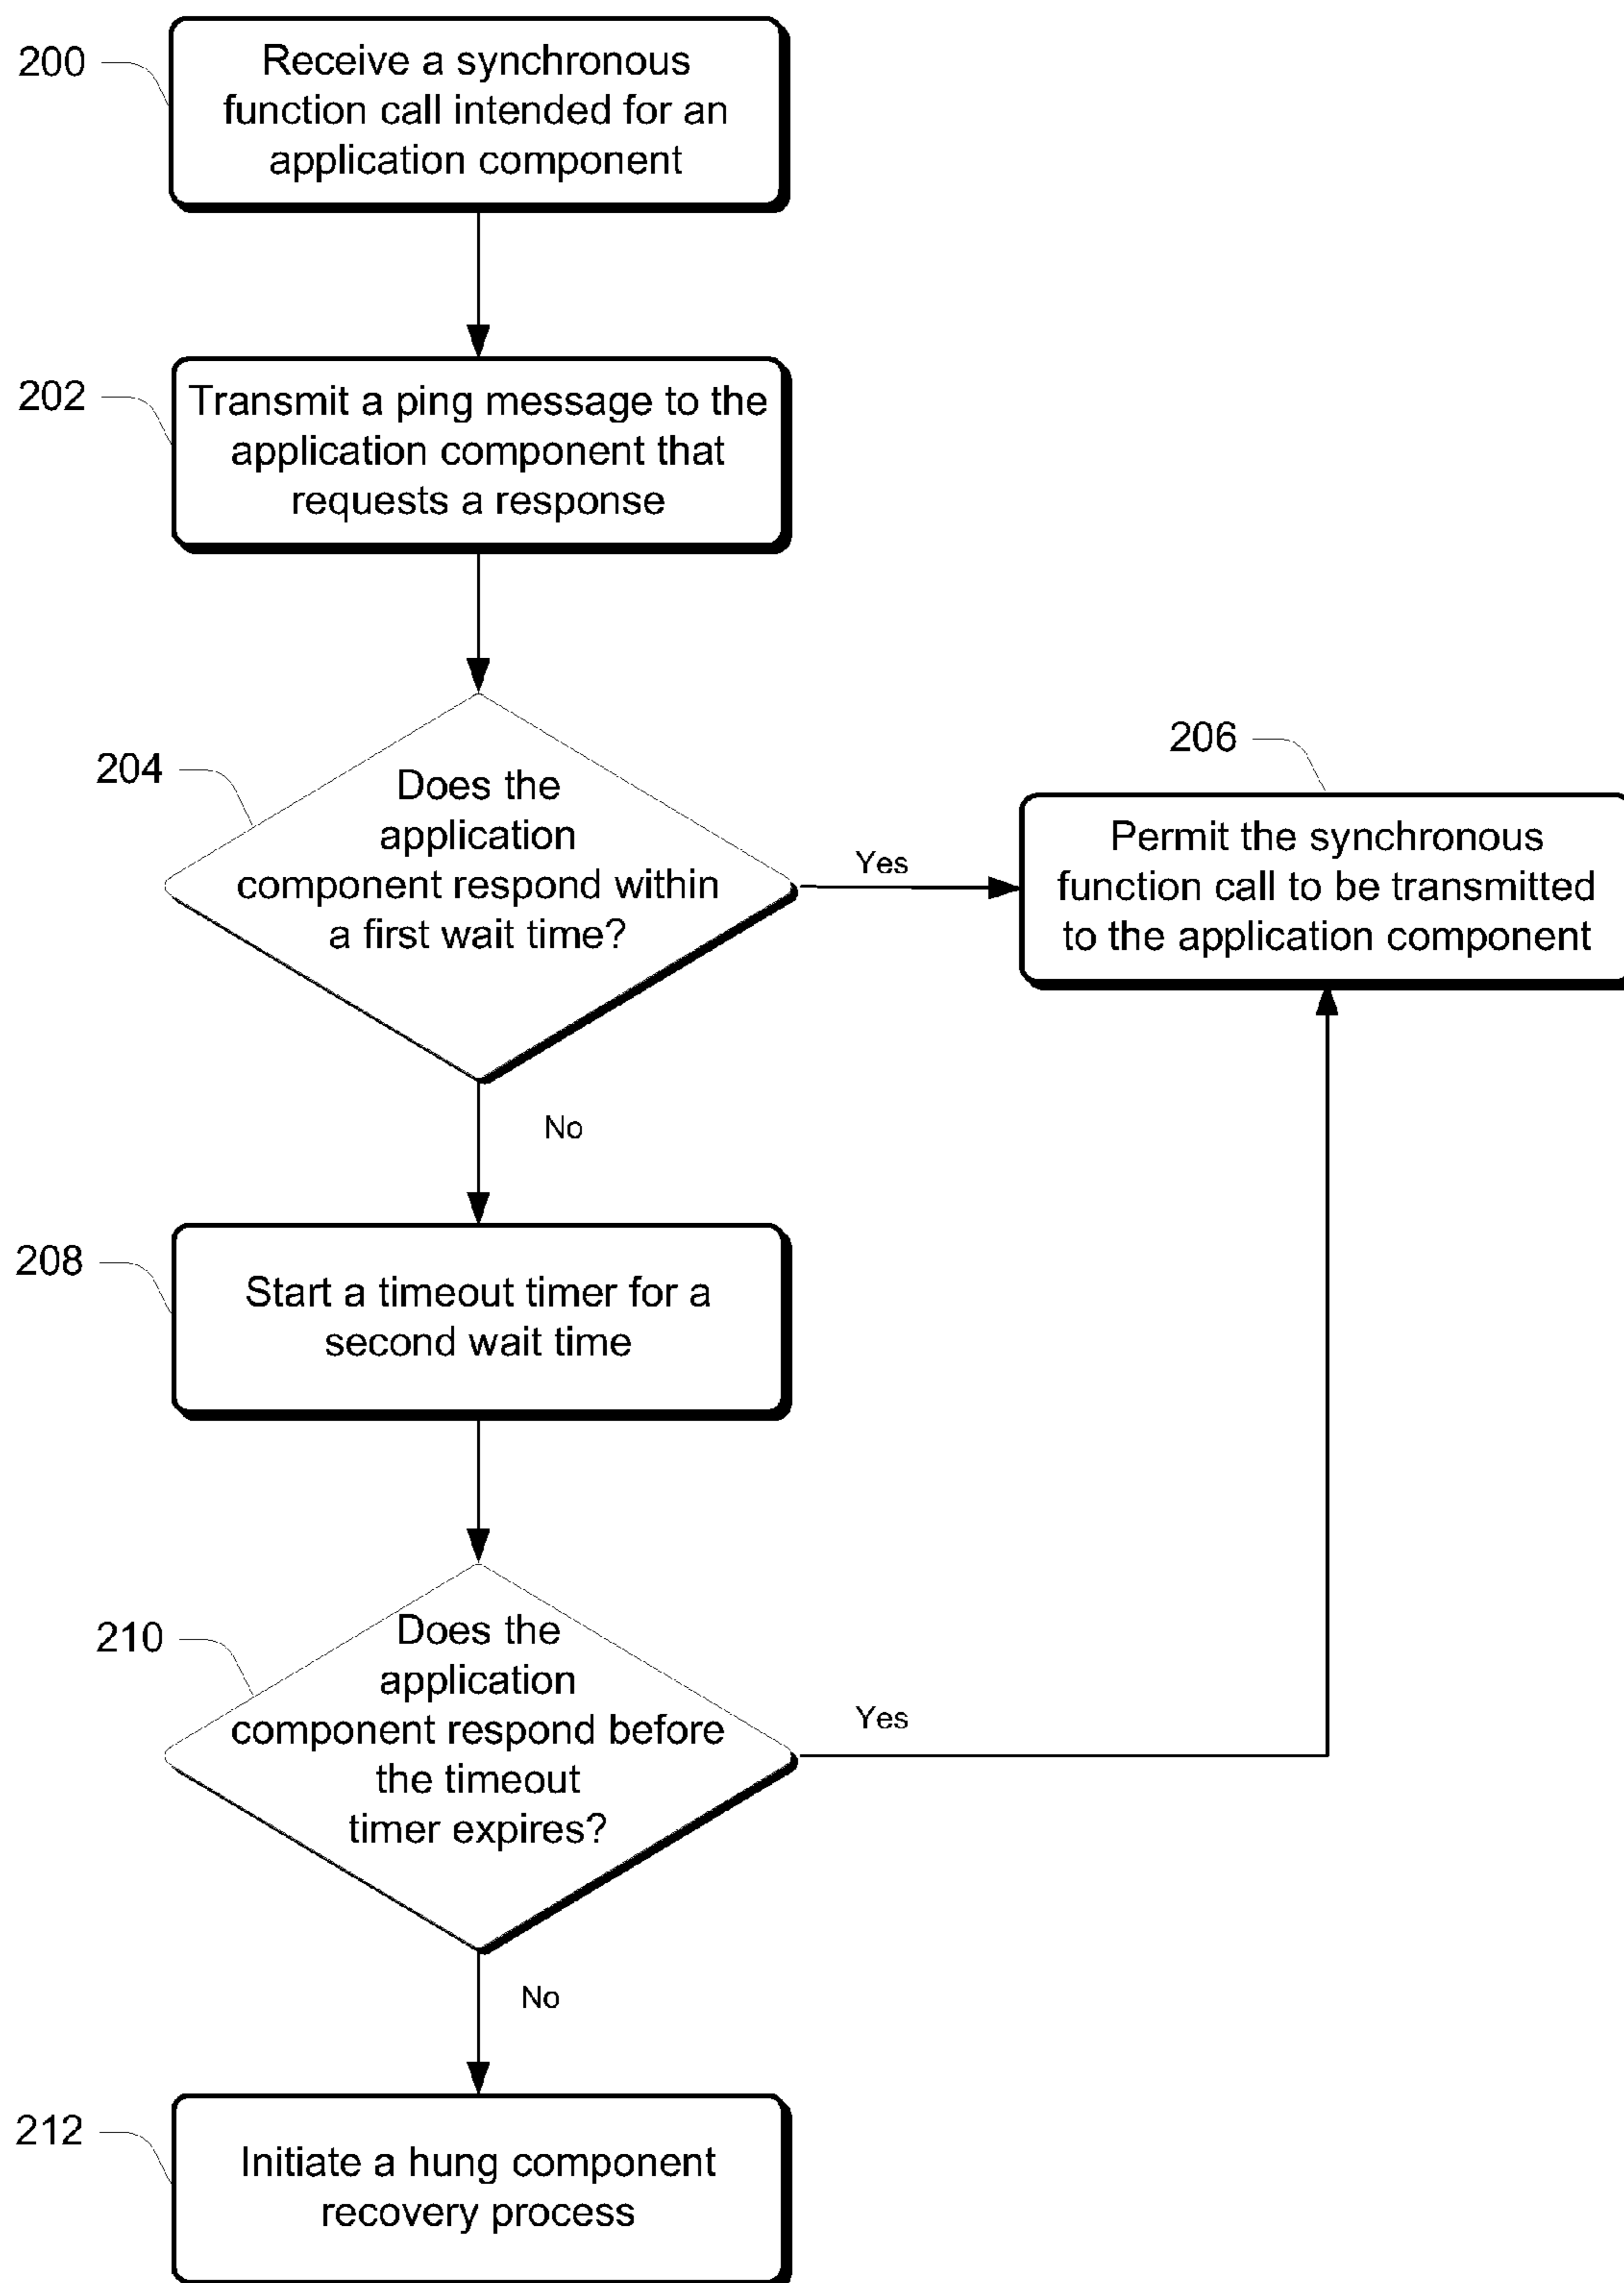 200
Receive a synchronous
function call intended for an
application component
202
Transmit a ping message to the
application component that
requests a response
204
Does the
application
component respond within
a first wait time?
Yes
206
Permit the synchronous
function call to be transmitted
to the application component
No
208
Start a timeout timer for a
second wait time
210
Does the
application
component respond before
the timeout
timer expires?
Yes
No
212
Initiate a hung component
recovery process